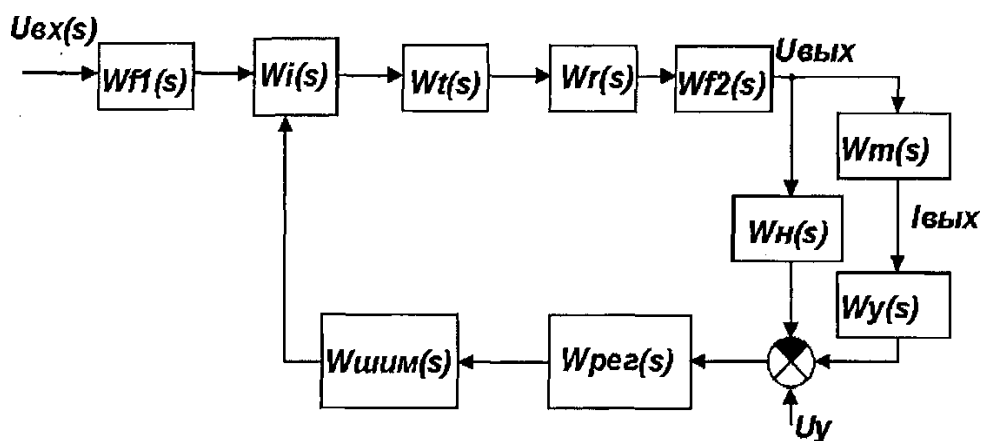 Uвх(s)
Wf1(s)
Wi(s)
Wt(s)
Wr(s)
Wf2(s)
Uвых
Wm(s)
Wн(s)
Iвых
Wy(s)
Wшим(s)
Wрег(s)
Uy